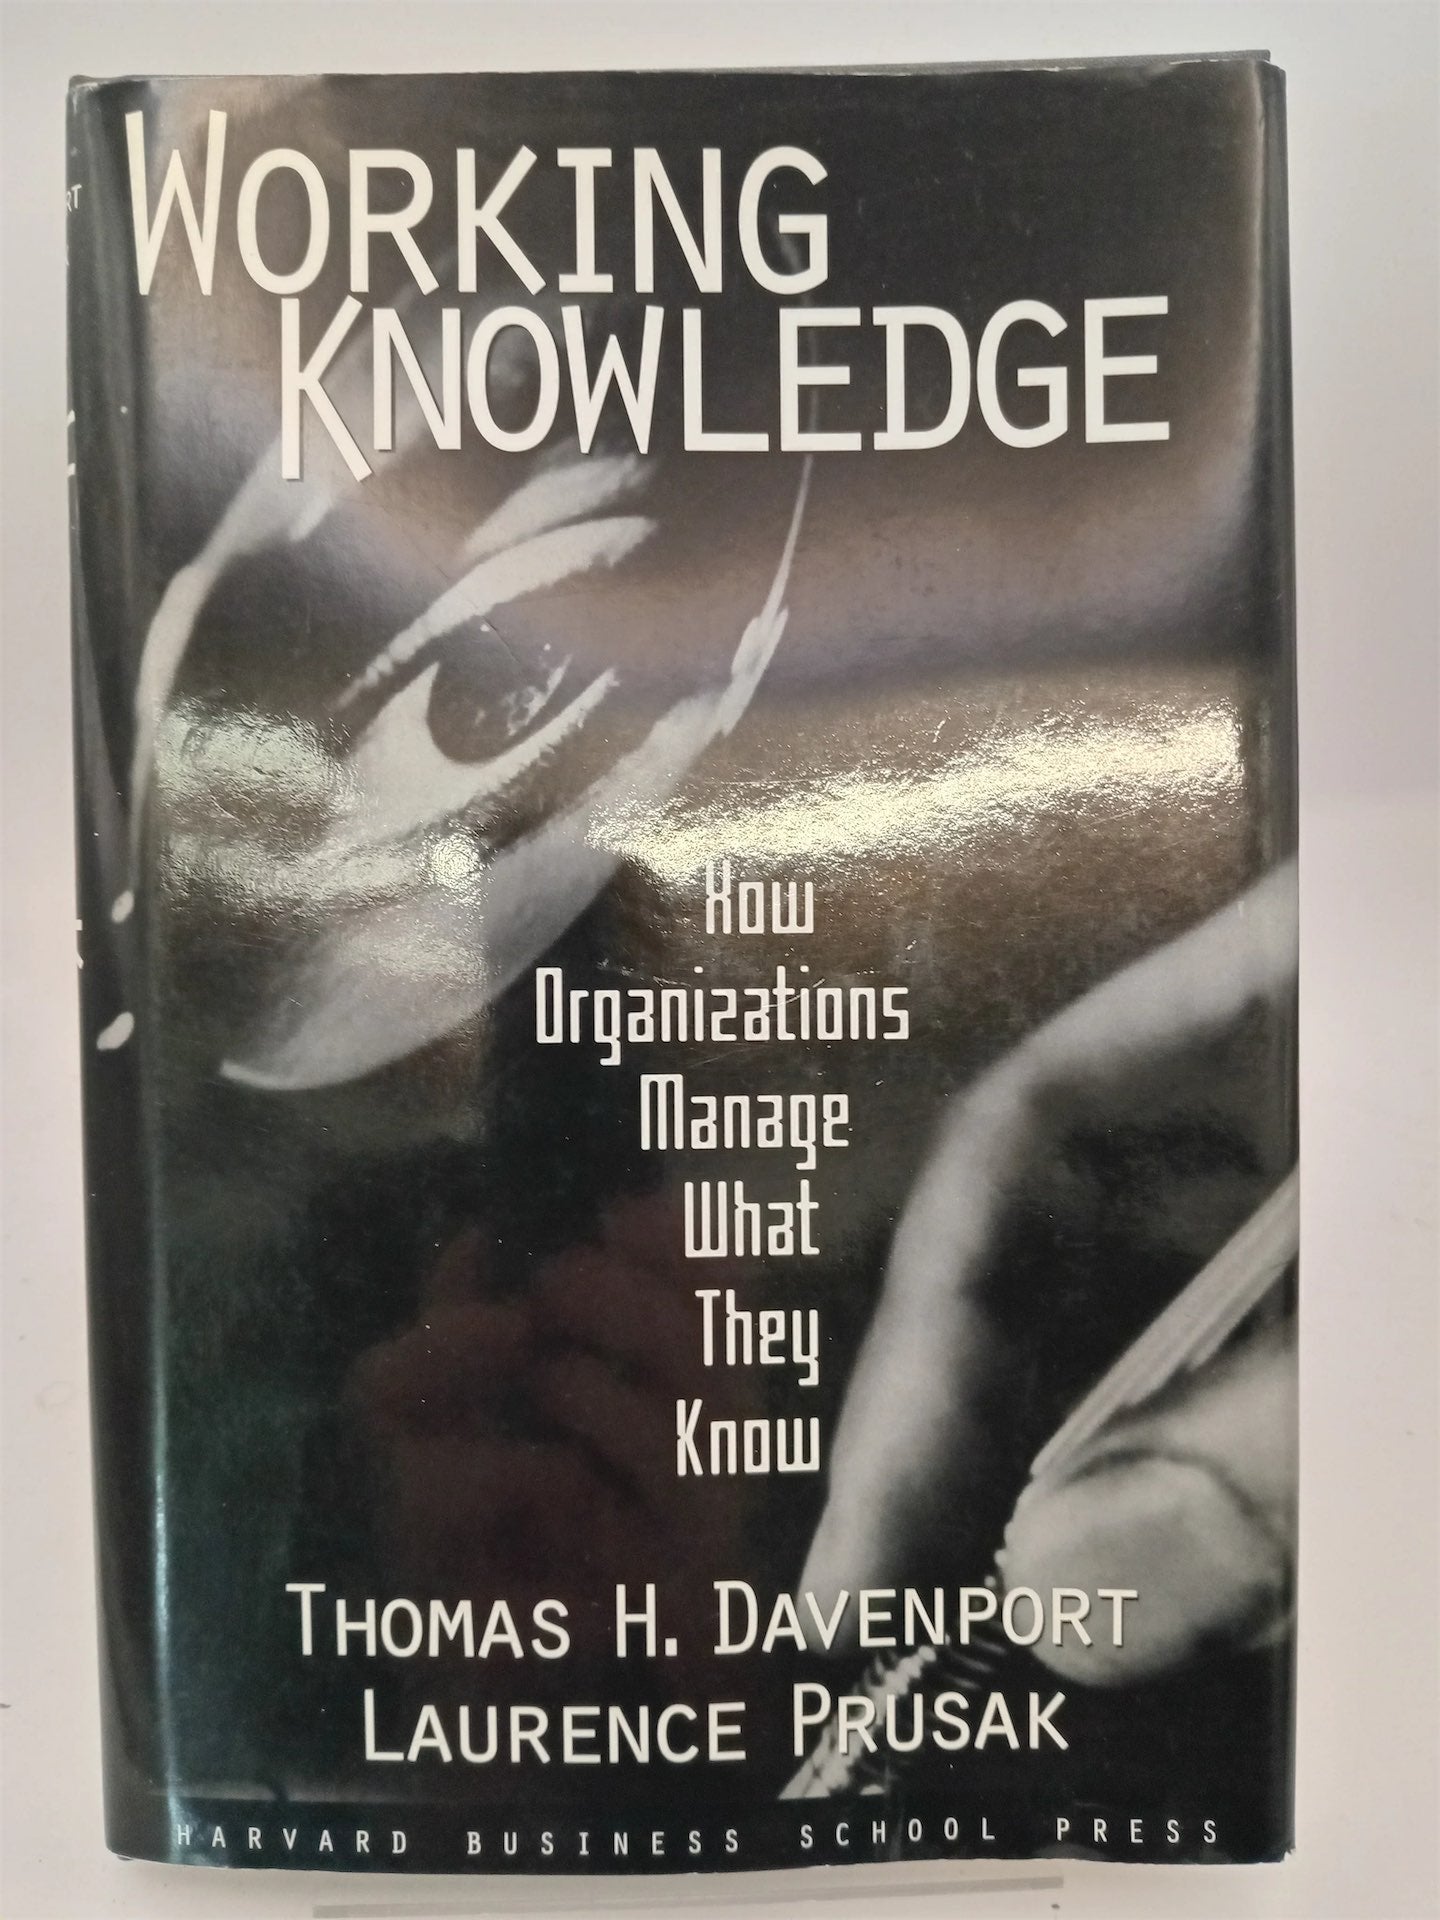 WORKING
KNOWLEDGE
How
Organizations
Manage
What
They
Know
THOMAS H. DAVENPORT
LAURENCE PRUSAK
HARVARD BUSINESS SCHOOL PRESS